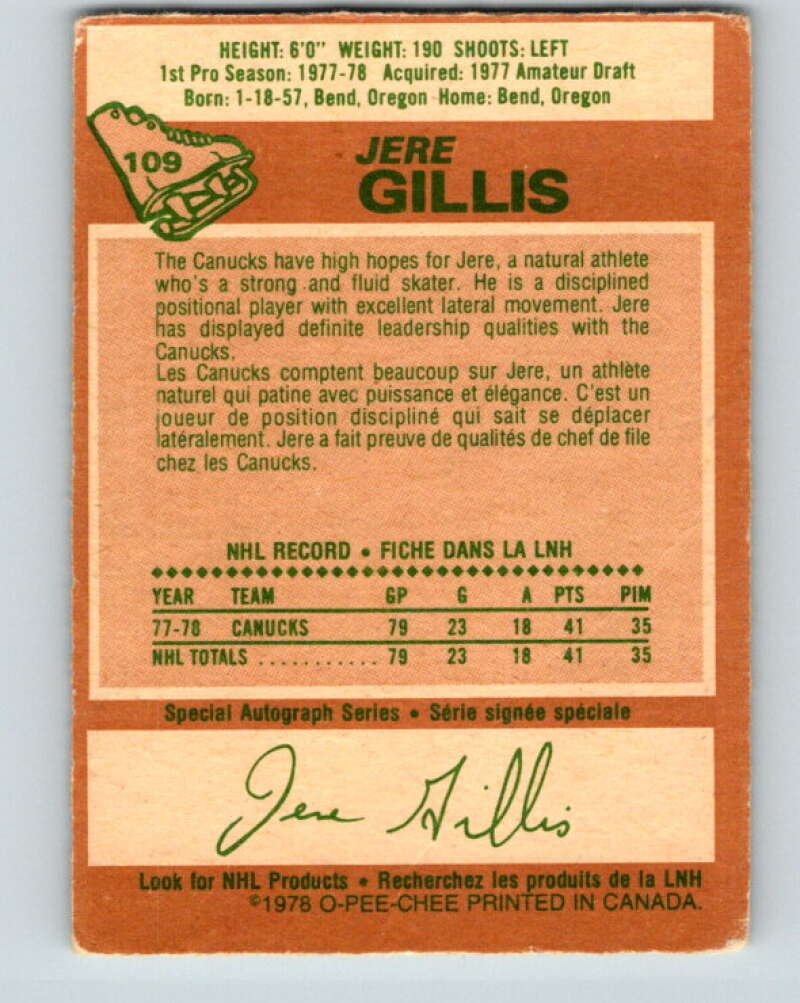 HEIGHT: 6'0" WEIGHT: 190 SHOOTS: LEFT
1st Pro Season: 1977-78 Acquired: 1977 Amateur Draft
Born: 1-18-57, Bend, Oregon Home: Bend, Oregon
109
JERE
GILLIS
The Canucks have high hopes for Jere, a natural athlete
who's a strong and fluid skater. He is a disciplined
positional player with excellent lateral movement. Jere
has displayed definite leadership qualities with the
Canucks.
Les Canucks comptent beaucoup sur Jere, un athlète
naturel qui patine avec puissance et élégance. C'est un
joueur de position discipliné qui sait se déplacer
latéralement. Jere a fait preuve de qualités de chef de file
chez les Canucks.
NHL RECORD • FICHE DANS LA LNH
YEAR TEAM GP G A PTS PIM
77-78 CANUCKS 79 23 18 41 35
NHL TOTALS ........... 79 23 18 41 35
Special Autograph Series • Série signée spéciale
Jere Gillis
Look for NHL Products • Recherchez les produits de la LNH
©1978 O-PEE-CHEE PRINTED IN CANADA.